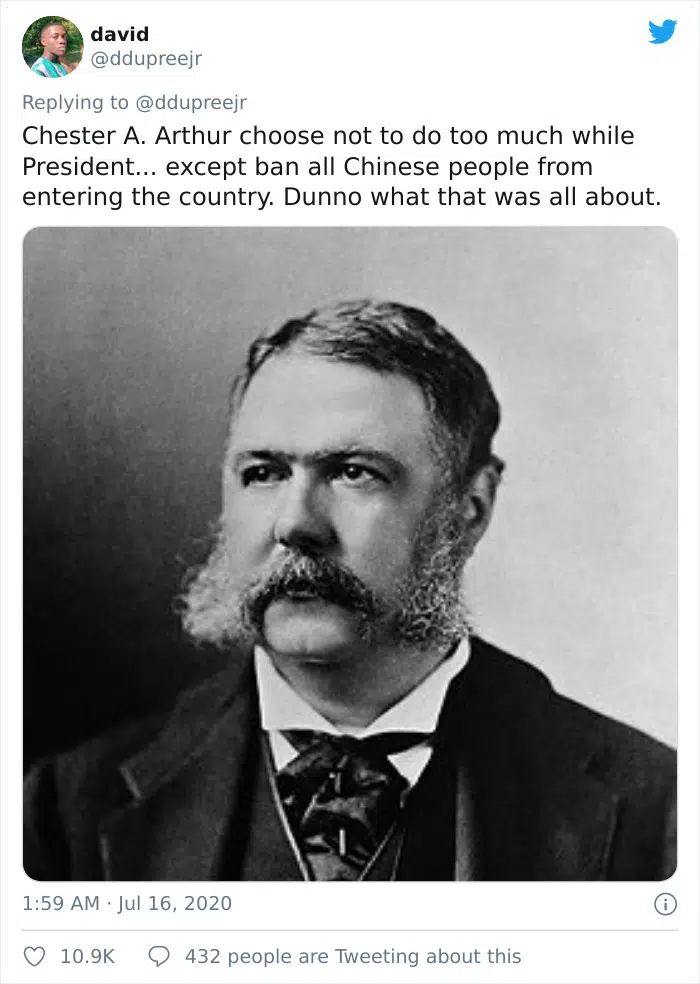 david
@ddupreejr
Replying to @ddupreejr
Chester A. Arthur choose not to do too much while
President... except ban all Chinese people from
entering the country. Dunno what that was all about.
1:59 AM · Jul 16, 2020
10.9K
432 people are Tweeting about this